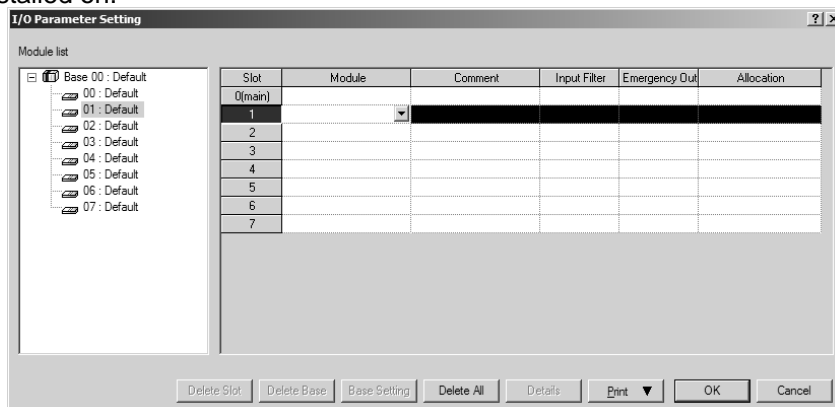 I/O Parameter Setting
Module list
Base 00 : Default
00 : Default
01 : Default
02 : Default
03 : Default
04 : Default
05 : Default
06 : Default
07 : Default
Slot Module Comment Input Filter Emergency Out Allocation
0(main)
1
2
3
4
5
6
7
Delete Slot Delete Base Base Setting Delete All Details Print ▼ OK Cancel